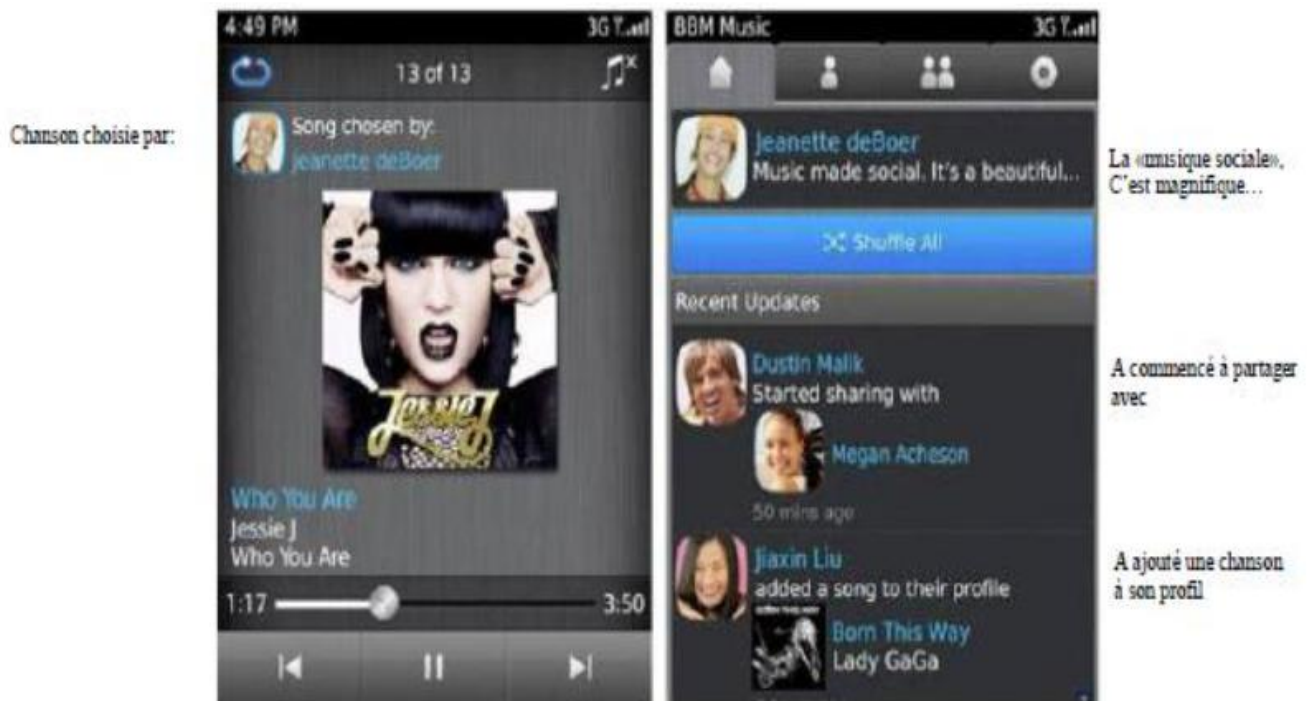 Chanson choisie par:
4:49 PM 3G
13 of 13
Song chosen by:
Jeanette deBoer
Jessie J
Who You Are
Jessie J
Who You Are
1:17 3:50
BBM Music 3G
Jeanette deBoer
Music made social. It's a beautiful...
Shuffle All
Recent Updates
Dustin Malik
Started sharing with
Megan Acheson
50 mins ago
Jiaxin Liu
added a song to their profile
Born This Way
Lady GaGa
La «musique sociale»,
C'est magnifique...
A commencé à partager
avec
A ajouté une chanson
à son profil